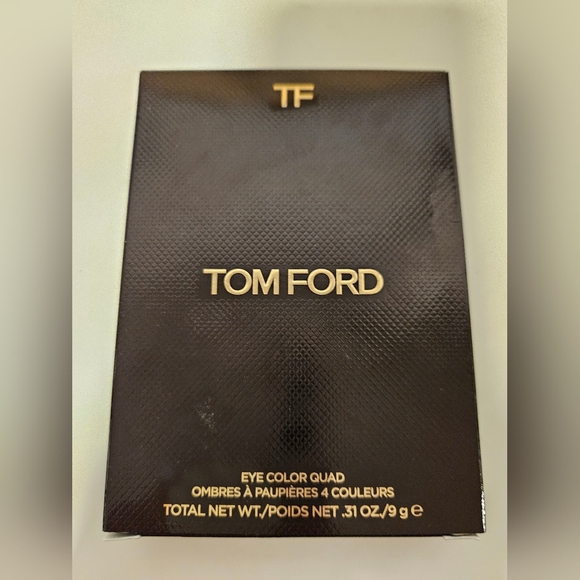 TF
TOM FORD
EYE COLOR QUAD
OMBRES À PAUPIÈRES 4 COULEURS
TOTAL NET WT./POIDS NET .31 OZ./9 g ℮